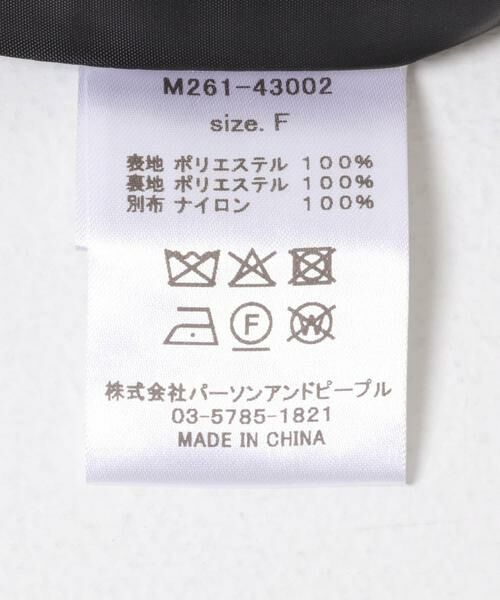 M261-43002
size. F
表地 ポリエステル 100%
裏地 ポリエステル 100%
別布 ナイロン 100%
F W
株式会社パーソンアンドピープル
03-5785-1821
MADE IN CHINA